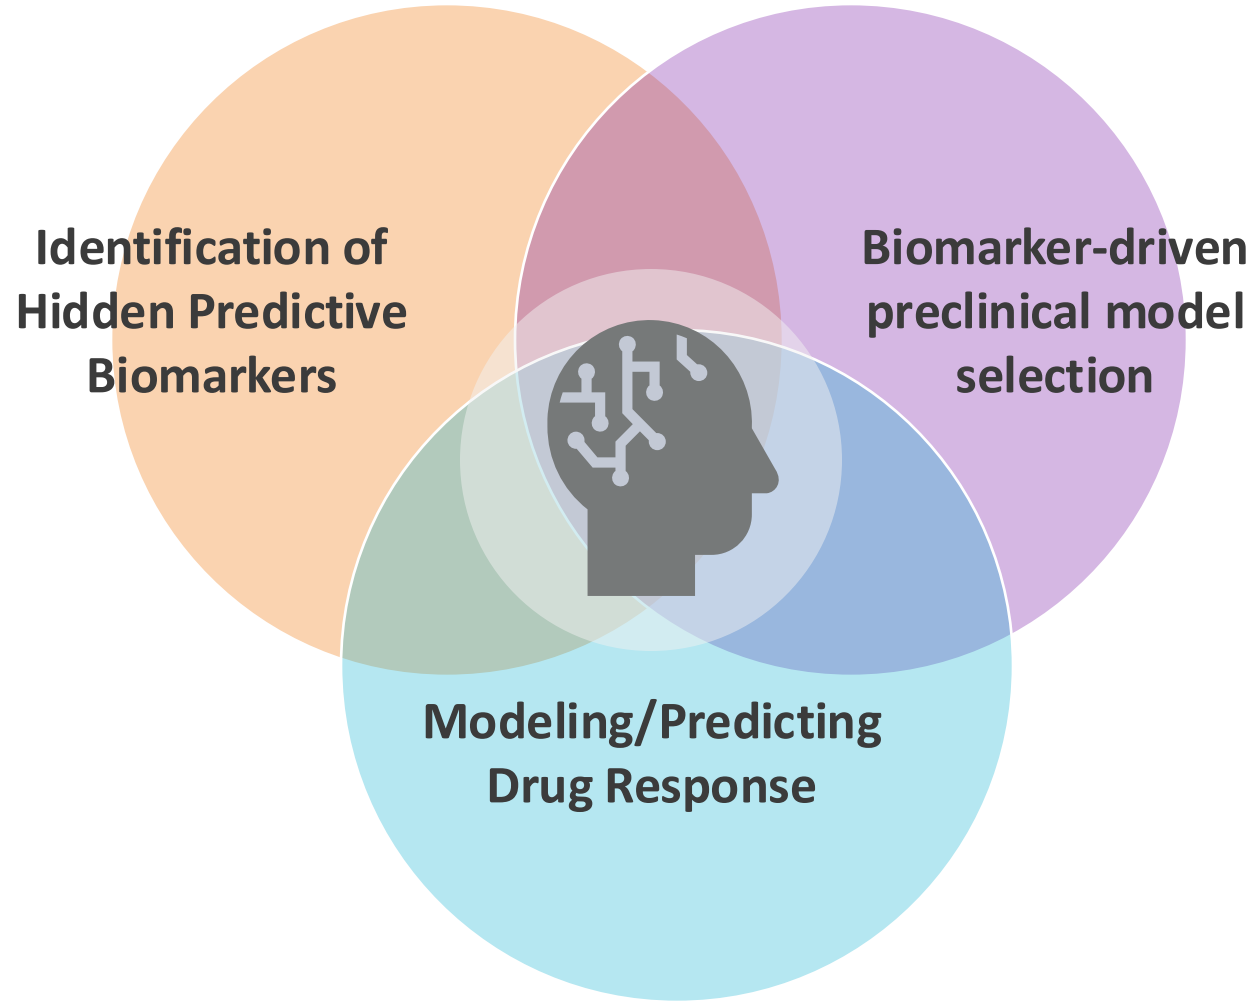 Identification of
Hidden Predictive
Biomarkers
Biomarker-driven
preclinical model
selection
Modeling/Predicting
Drug Response